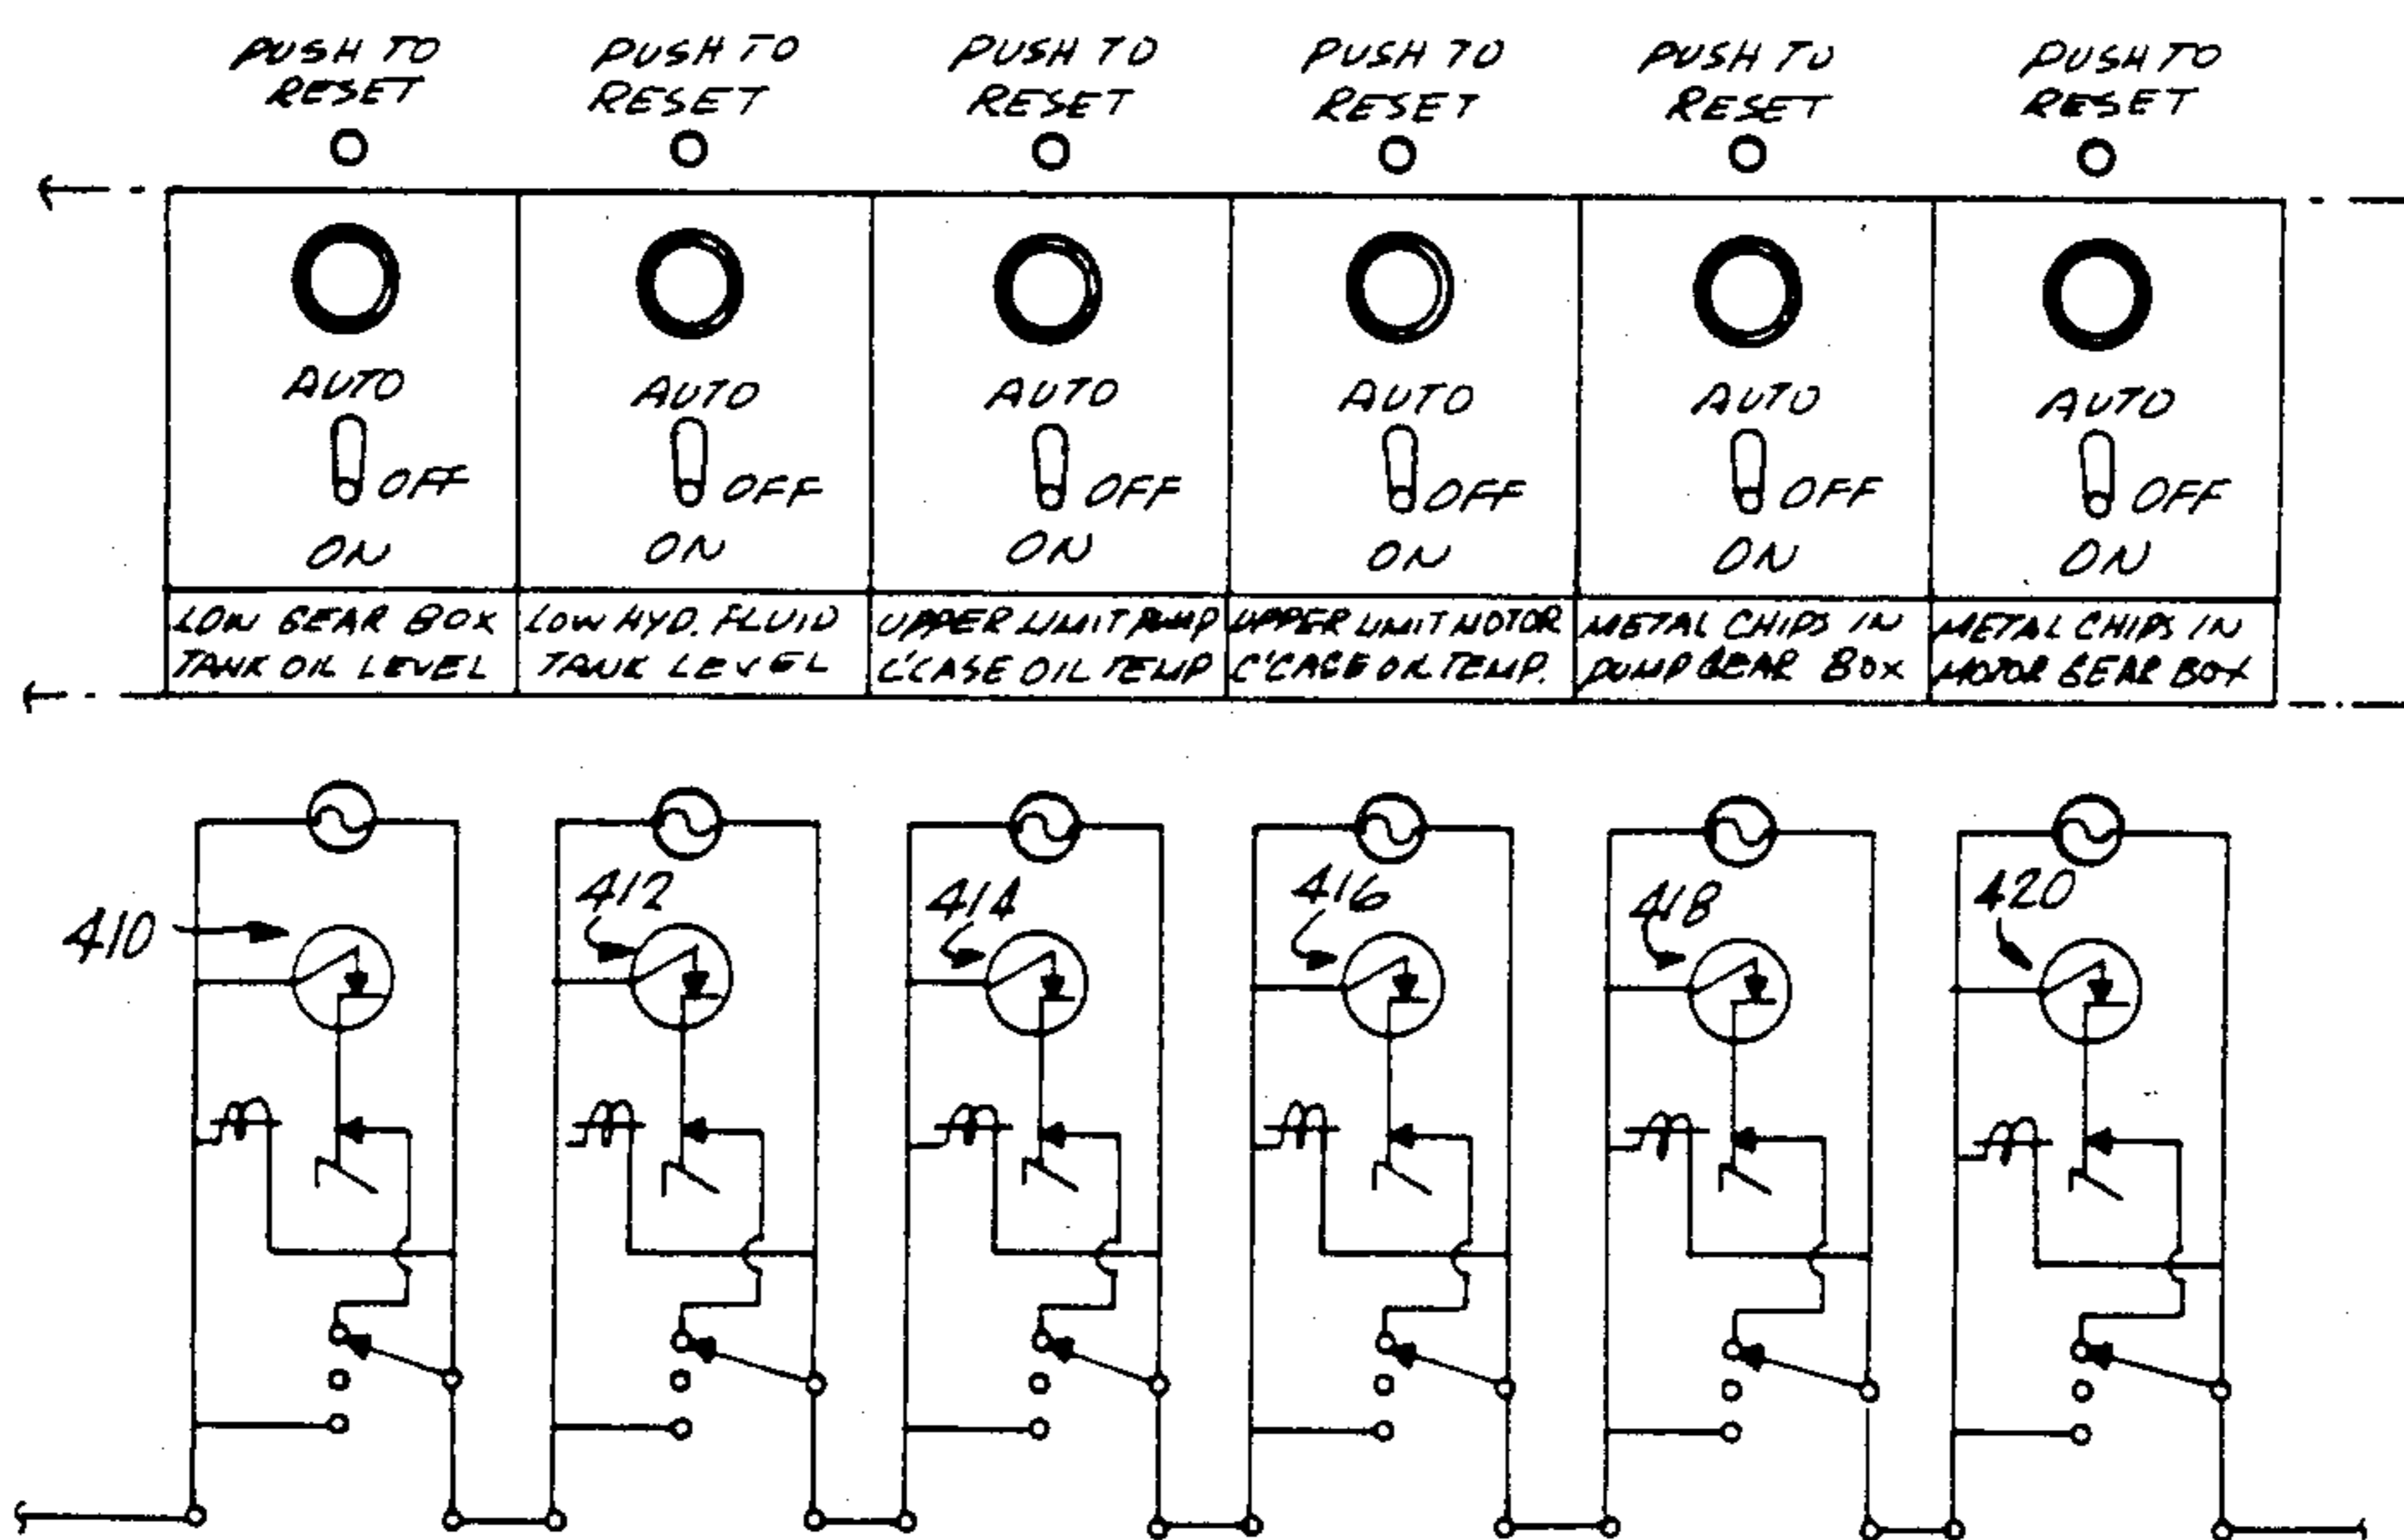 PUSH TO RESET
PUSH TO RESET
PUSH TO RESET
PUSH TO RESET
PUSH TO RESET
PUSH TO RESET
AUTO
OFF
ON
AUTO
OFF
ON
AUTO
OFF
ON
AUTO
OFF
ON
AUTO
OFF
ON
AUTO
OFF
ON
LOW GEAR BOX
TANK OIL LEVEL
LOW HYD. FLUID
TANK LEVEL
UPPER LIMIT PUMP
C'CASE OIL TEMP
UPPER LIMIT MOTOR
C'CASE OIL TEMP.
METAL CHIPS IN
PUMP GEAR BOX
METAL CHIPS IN
MOTOR GEAR BOX
410
412
414
416
418
420